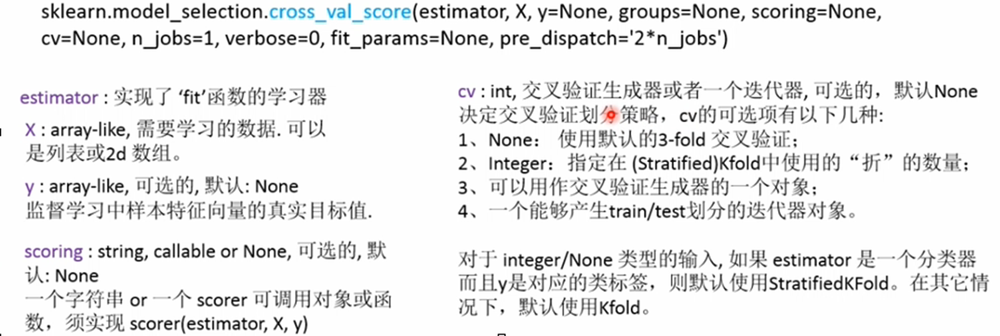 sklearn.model_selection.cross_val_score(estimator, X, y=None, groups=None, scoring=None,
cv=None, n_jobs=1, verbose=0, fit_params=None, pre_dispatch='2*n_jobs')
estimator : 实现了 ‘fit’函数的学习器
X : array-like, 需要学习的数据. 可以
是列表或2d 数组。
y : array-like, 可选的, 默认: None
监督学习中样本特征向量的真实目标值.
scoring : string, callable or None, 可选的, 默
认: None
一个字符串 or 一个 scorer 可调用对象或函
数，须实现 scorer(estimator, X, y)
cv : int, 交叉验证生成器或者一个迭代器, 可选的，默认None
决定交叉验证划分策略，cv的可选项有以下几种:
1、None： 使用默认的3-fold 交叉验证；
2、Integer：指定在 (Stratified)Kfold中使用的“折”的数量；
3、可以用作交叉验证生成器的一个对象；
4、一个能够产生train/test划分的迭代器对象。
对于 integer/None 类型的输入, 如果 estimator 是一个分类器
而且y是对应的类标签，则默认使用StratifiedKFold。在其它情
况下，默认使用Kfold。